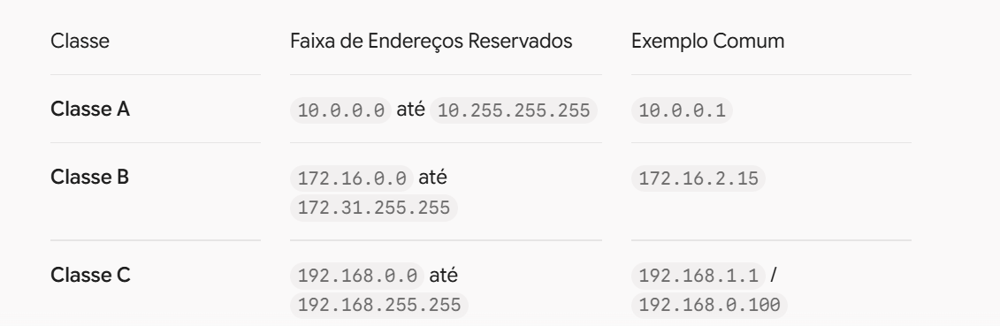 Classe Faixa de Endereços Reservados Exemplo Comum
Classe A 10.0.0.0 até 10.255.255.255 10.0.0.1
Classe B 172.16.0.0 até 172.16.2.15
172.31.255.255
Classe C 192.168.0.0 até 192.168.1.1 /
192.168.255.255 192.168.0.100